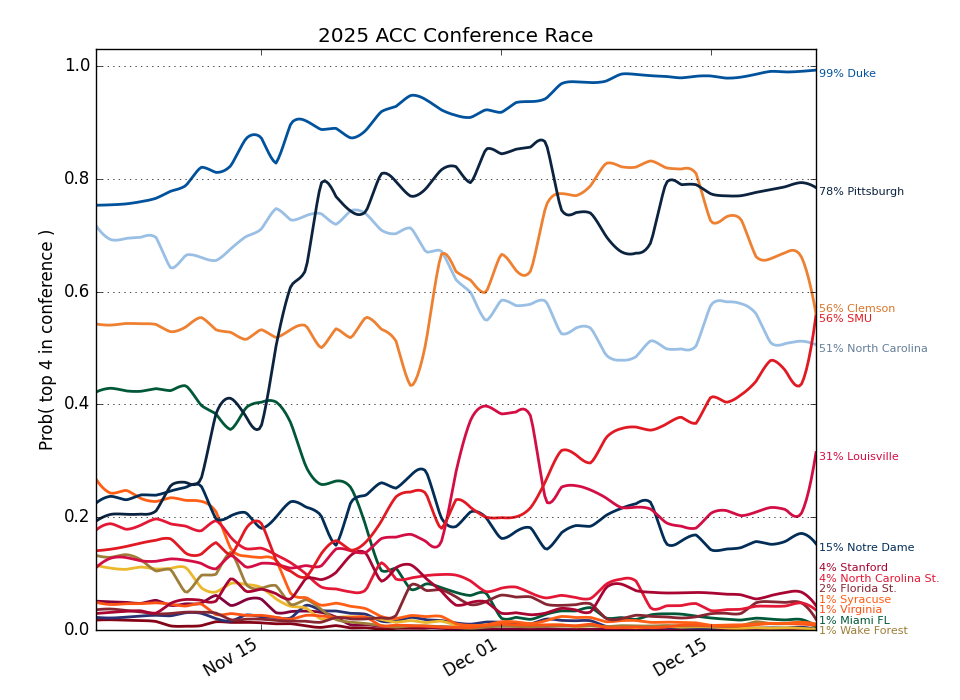 2025 ACC Conference Race
Prob( top 4 in conference )
1.0
0.8
0.6
0.4
0.2
0.0
Nov 15
Dec 01
Dec 15
99% Duke
78% Pittsburgh
56% Clemson
56% SMU
51% North Carolina
31% Louisville
15% Notre Dame
4% Stanford
4% North Carolina St.
2% Florida St.
1% Syracuse
1% Virginia
1% Miami FL
1% Wake Forest